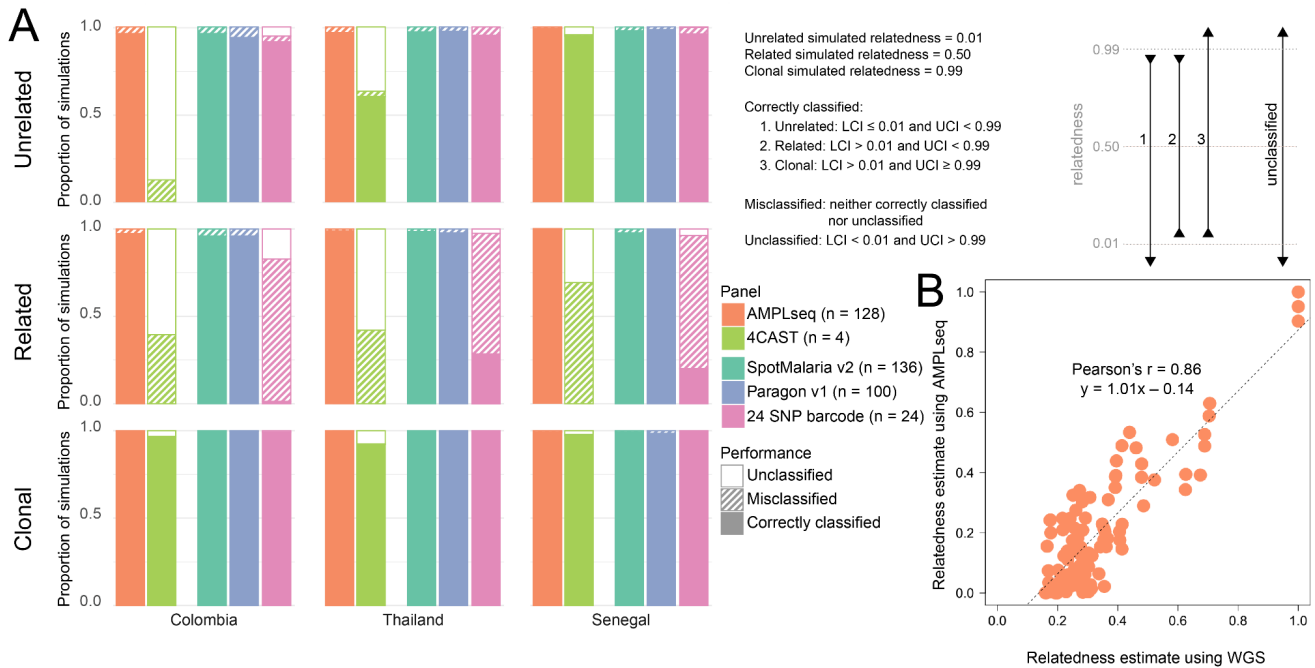 A
Unrelated
Proportion of simulations
1.0
0.5
0.0
Related
Proportion of simulations
1.0
0.5
0.0
Clonal
Proportion of simulations
1.0
0.5
0.0
Colombia
Thailand
Senegal
Unrelated simulated relatedness = 0.01
Related simulated relatedness = 0.50
Clonal simulated relatedness = 0.99
Correctly classified:
1. Unrelated: LCI ≤ 0.01 and UCI < 0.99
2. Related: LCI > 0.01 and UCI < 0.99
3. Clonal: LCI > 0.01 and UCI ≥ 0.99
Misclassified: neither correctly classified
nor unclassified
Unclassified: LCI < 0.01 and UCI > 0.99
relatedness
0.99
0.50
0.01
1
2
3
unclassified
Panel
AMPLseq (n = 128)
4CAST (n = 4)
SpotMalaria v2 (n = 136)
Paragon v1 (n = 100)
24 SNP barcode (n = 24)
Performance
Unclassified
Misclassified
Correctly classified
B
Relatedness estimate using AMPLseq
1.0
0.8
0.6
0.4
0.2
0.0
Pearson's r = 0.86
y = 1.01x – 0.14
0.0
0.2
0.4
0.6
0.8
1.0
Relatedness estimate using WGS